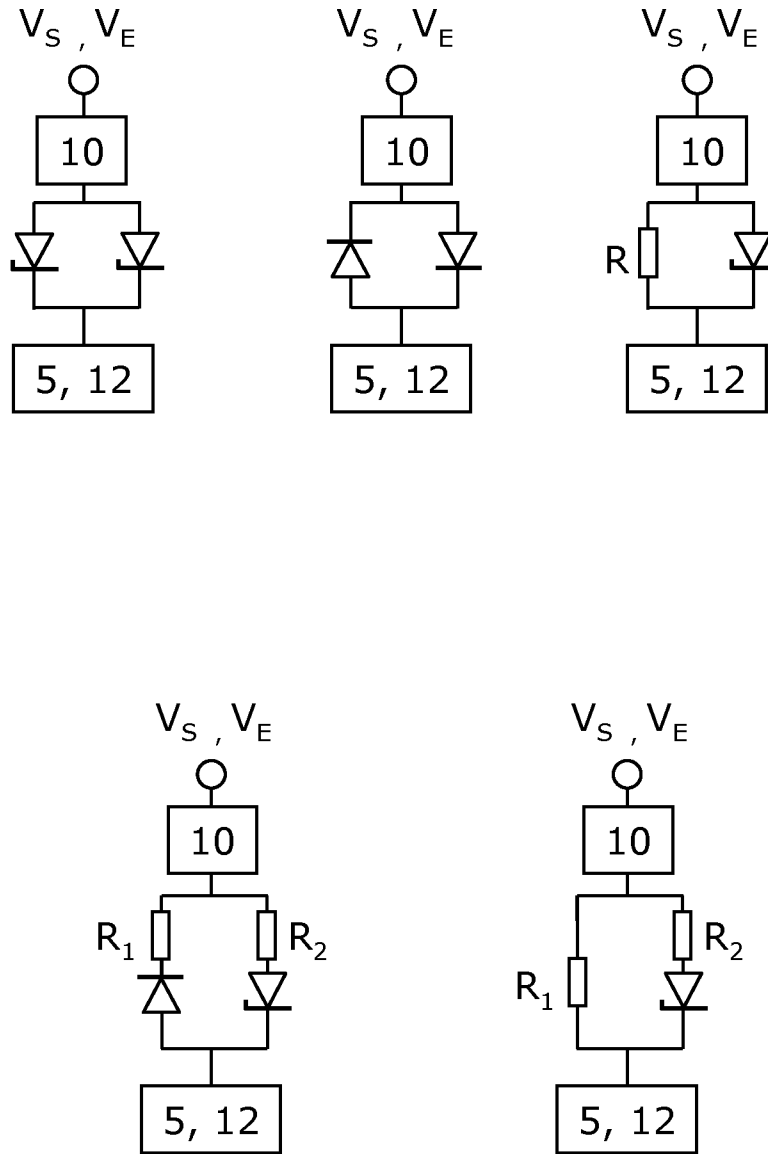 V_S , V_E V_S , V_E V_S , V_E
10 10 10
R
5, 12 5, 12 5, 12
V_S , V_E V_S , V_E
10 10
R_1 R_2 R_2
R_1
5, 12 5, 12